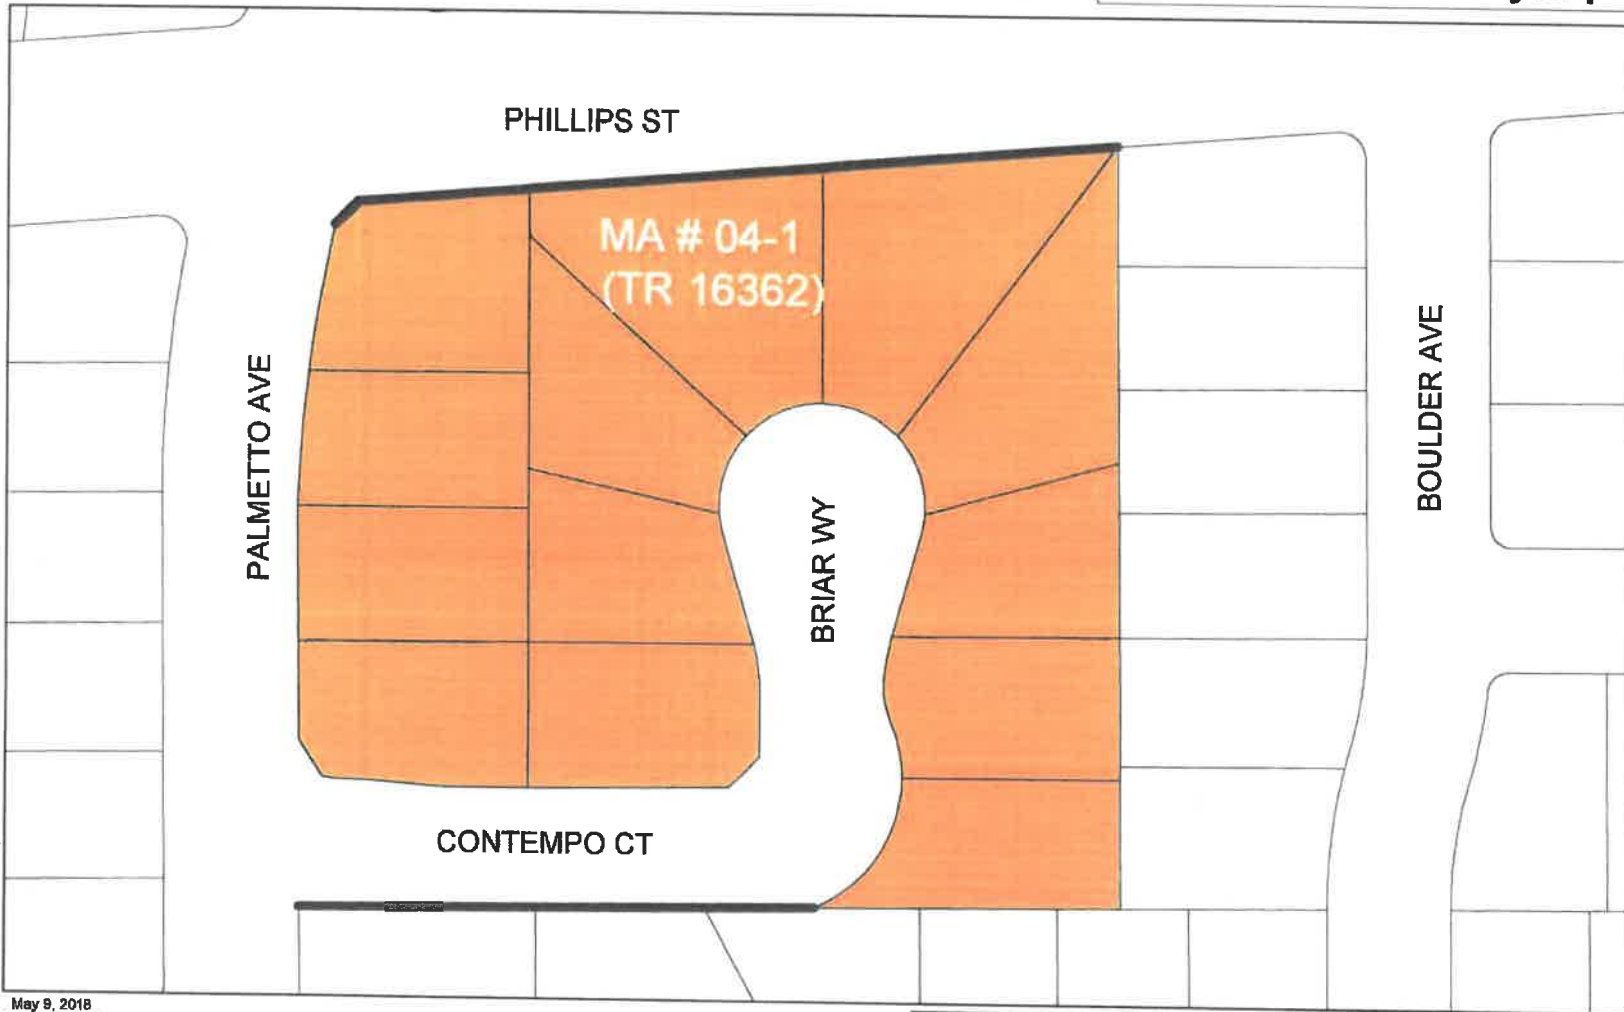 PHILLIPS ST
MA # 04-1
(TR 16362)
PALMETTO AVE
BOULDER AVE
BRIAR WY
CONTEMPO CT
May 9, 2018